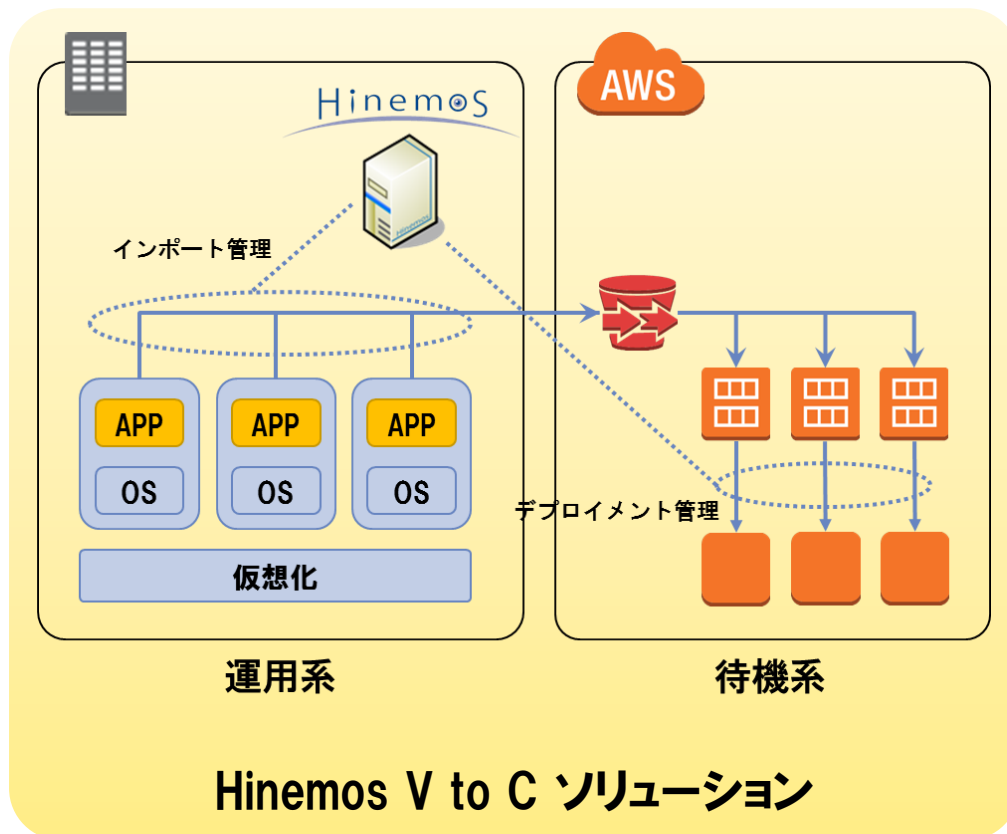 Hinemos
AWS
インポート管理
Hinemos
APP
APP
APP
OS
OS
OS
デプロイメント管理
仮想化
運用系
待機系
Hinemos V to C ソリューション